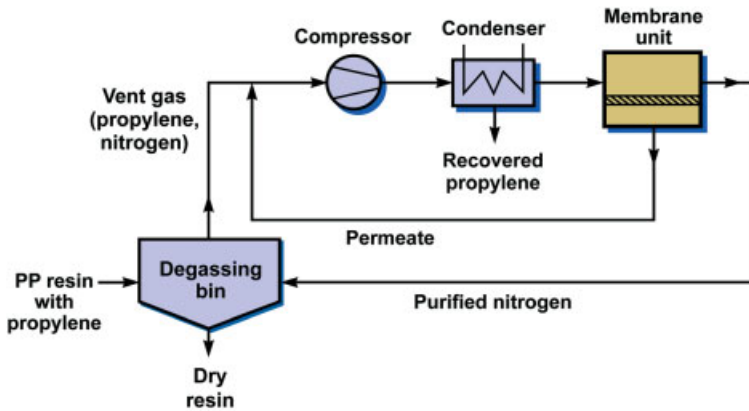 Compressor
Condenser
Membrane
unit
Vent gas
(propylene,
nitrogen)
Recovered
propylene
Permeate
PP resin
with
propylene
Degassing
bin
Purified nitrogen
Dry
resin